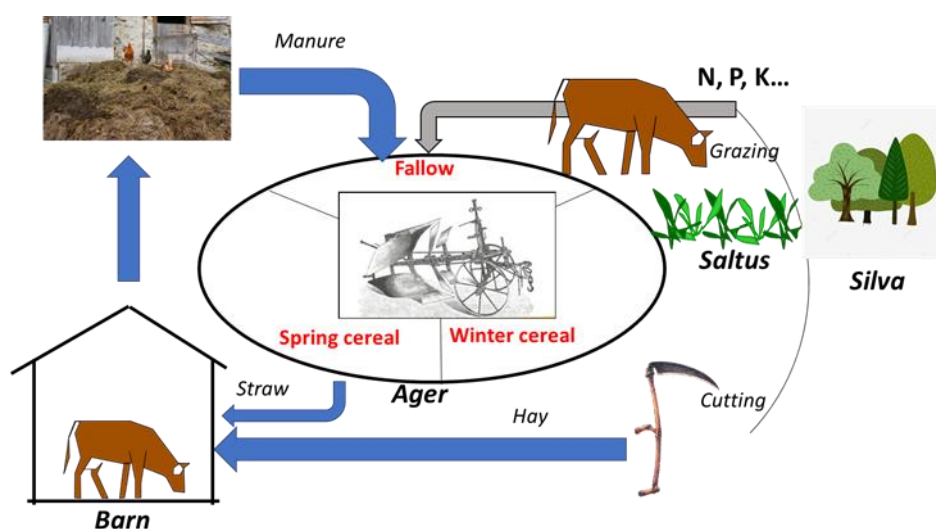 Manure
N, P, K...
Grazing
Fallow
Saltus
Silva
Spring cereal
Winter cereal
Ager
Straw
Hay
Cutting
Barn